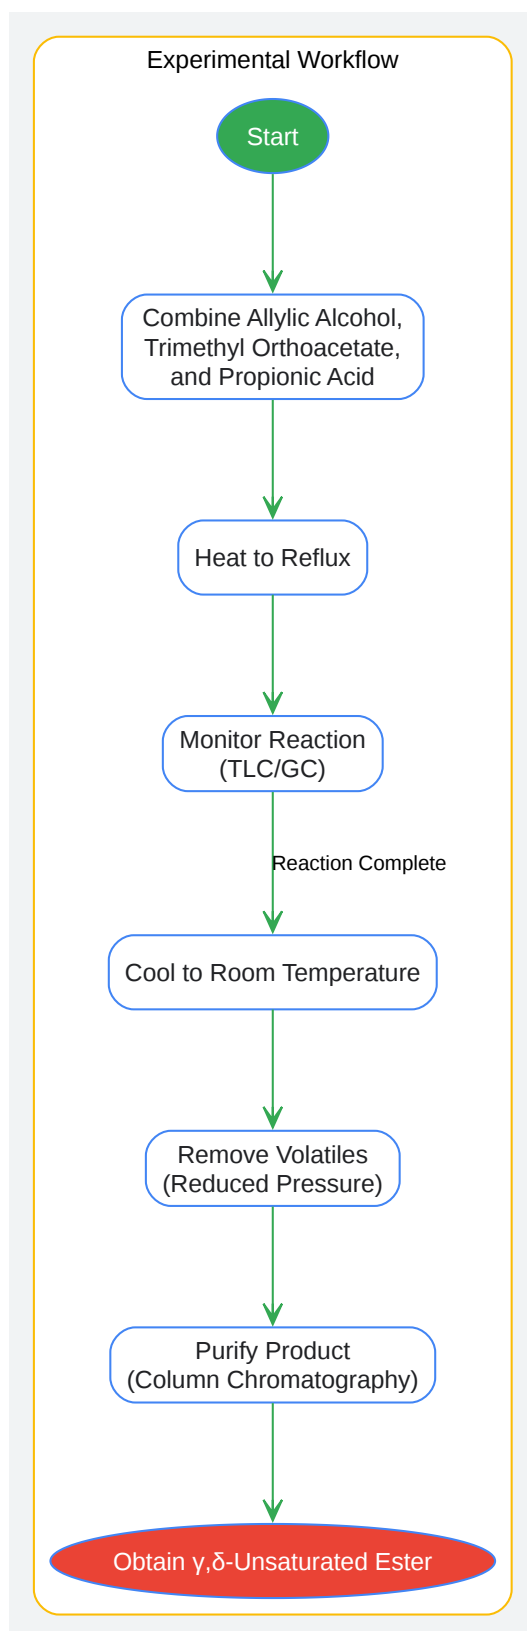 Experimental Workflow
Start
Combine Allylic Alcohol,
Trimethyl Orthoacetate,
and Propionic Acid
Heat to Reflux
Monitor Reaction
(TLC/GC)
Reaction Complete
Cool to Room Temperature
Remove Volatiles
(Reduced Pressure)
Purify Product
(Column Chromatography)
Obtain γ,δ-Unsaturated Ester